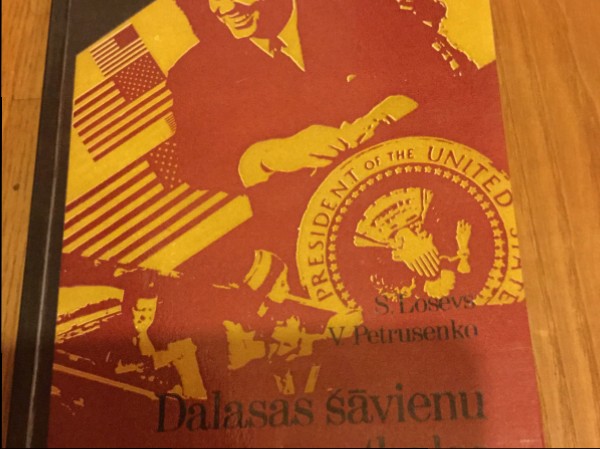 PRESIDENT OF THE UNITED STATE
S. Losevs
V. Petrusenko
Dalasas šāvienu